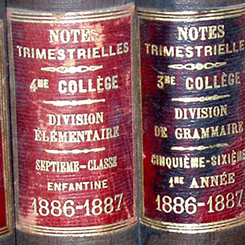 NOTES
TRIMESTRIELLES
4ME COLLÈGE
DIVISION
ÉLÉMENTAIRE
SEPTIÈME-CLASSE
ENFANTINE
1886-1887
NOTES
TRIMESTRIELLES
3ME COLLÈGE
DIVISION
DE GRAMMAIRE
CINQUIÈME-SIXIÈME
1RE ANNÉE
1886-1887